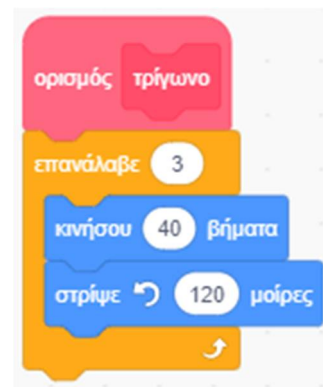 ορισμός τρίγωνο
επανάλαβε 3
κινήσου 40 βήματα
στρίψε 120 μοίρες